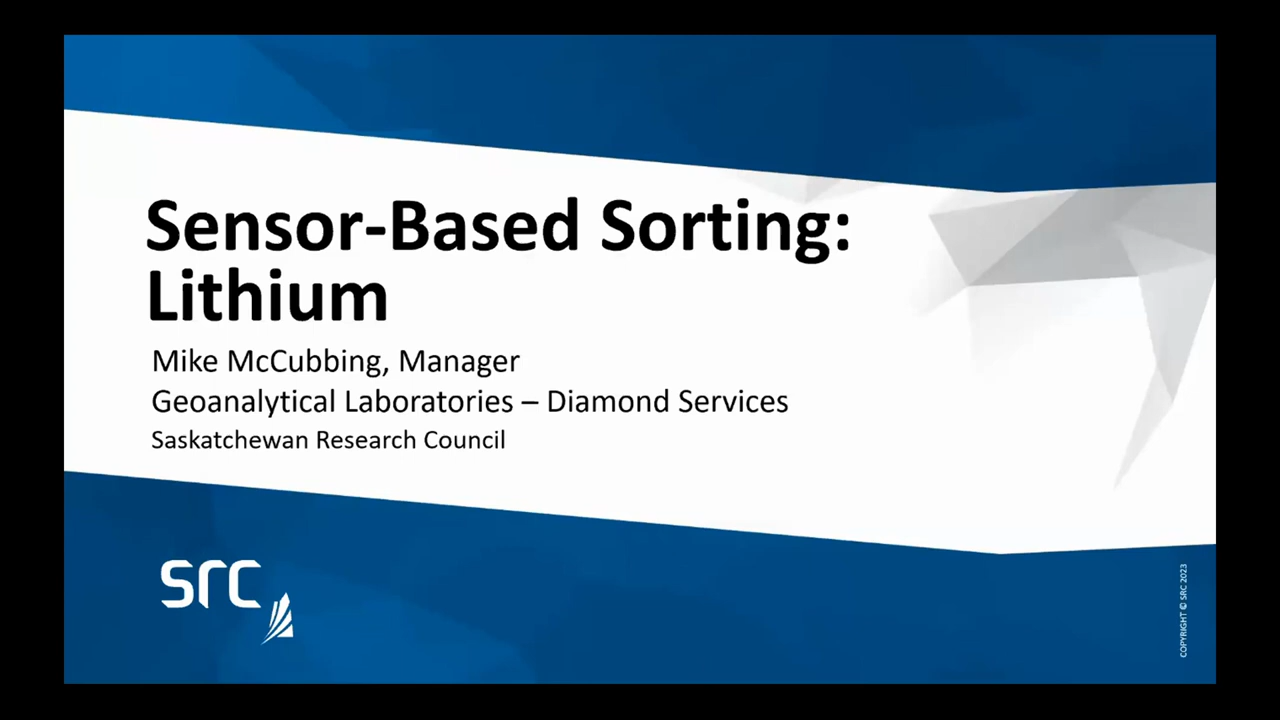 Sensor-Based Sorting:
Lithium
Mike McCubbing, Manager
Geoanalytical Laboratories – Diamond Services
Saskatchewan Research Council
src
COPYRIGHT © SRC 2023